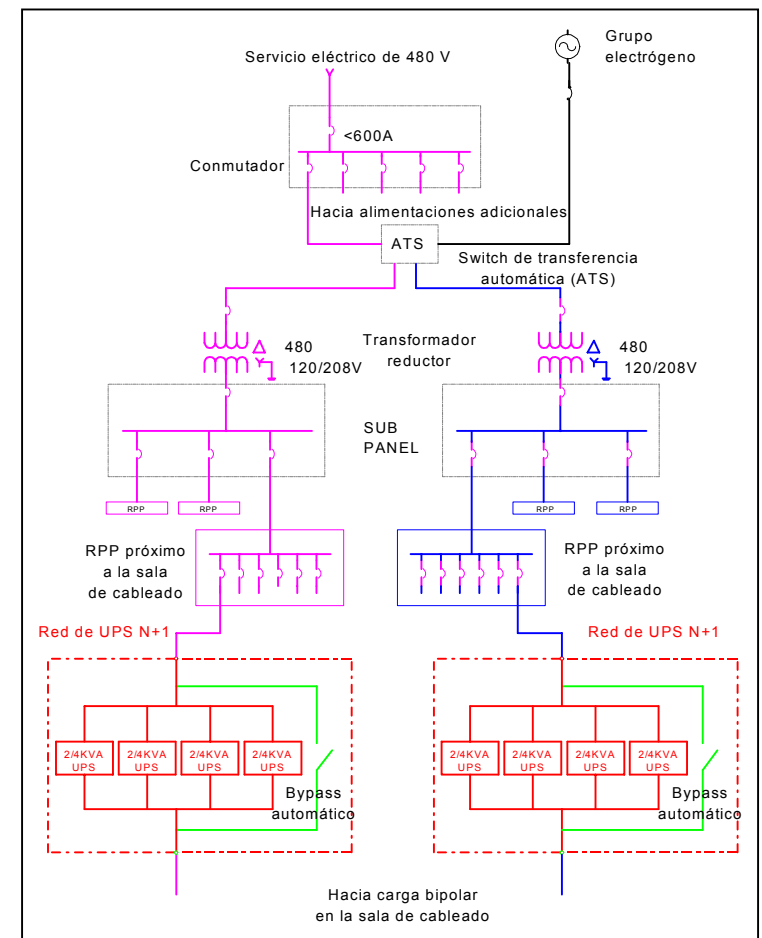 Grupo
electrógeno
Servicio eléctrico de 480 V
<600A
Conmutador
Hacia alimentaciones adicionales
ATS
Switch de transferencia
automática (ATS)
480
120/208V
Transformador
reductor
480
120/208V
SUB
PANEL
RPP
RPP
RPP
RPP
RPP próximo
a la sala
de cableado
RPP próximo
a la sala
de cableado
Red de UPS N+1
Red de UPS N+1
2/4KVA
UPS
2/4KVA
UPS
2/4KVA
UPS
2/4KVA
UPS
Bypass
automático
2/4KVA
UPS
2/4KVA
UPS
2/4KVA
UPS
2/4KVA
UPS
Bypass
automático
Hacia carga bipolar
en la sala de cableado